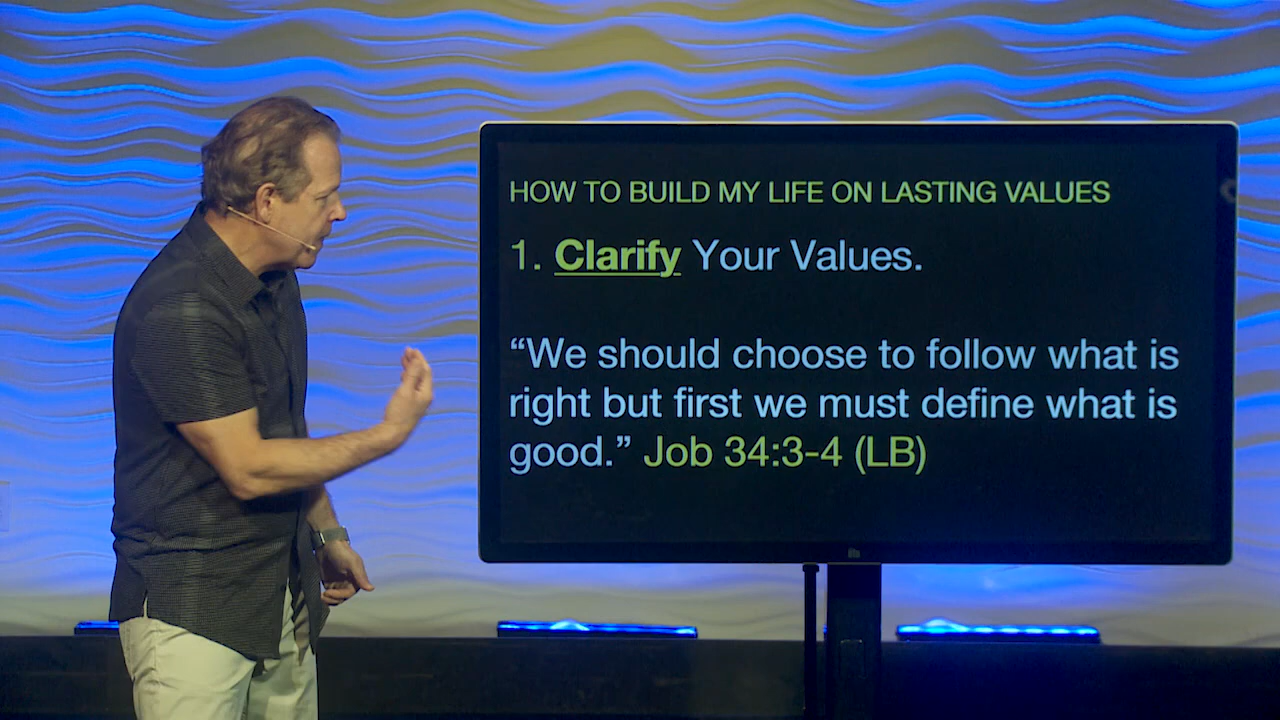 HOW TO BUILD MY LIFE ON LASTING VALUES
1. Clarify Your Values.
“We should choose to follow what is
right but first we must define what is
good.” Job 34:3-4 (LB)